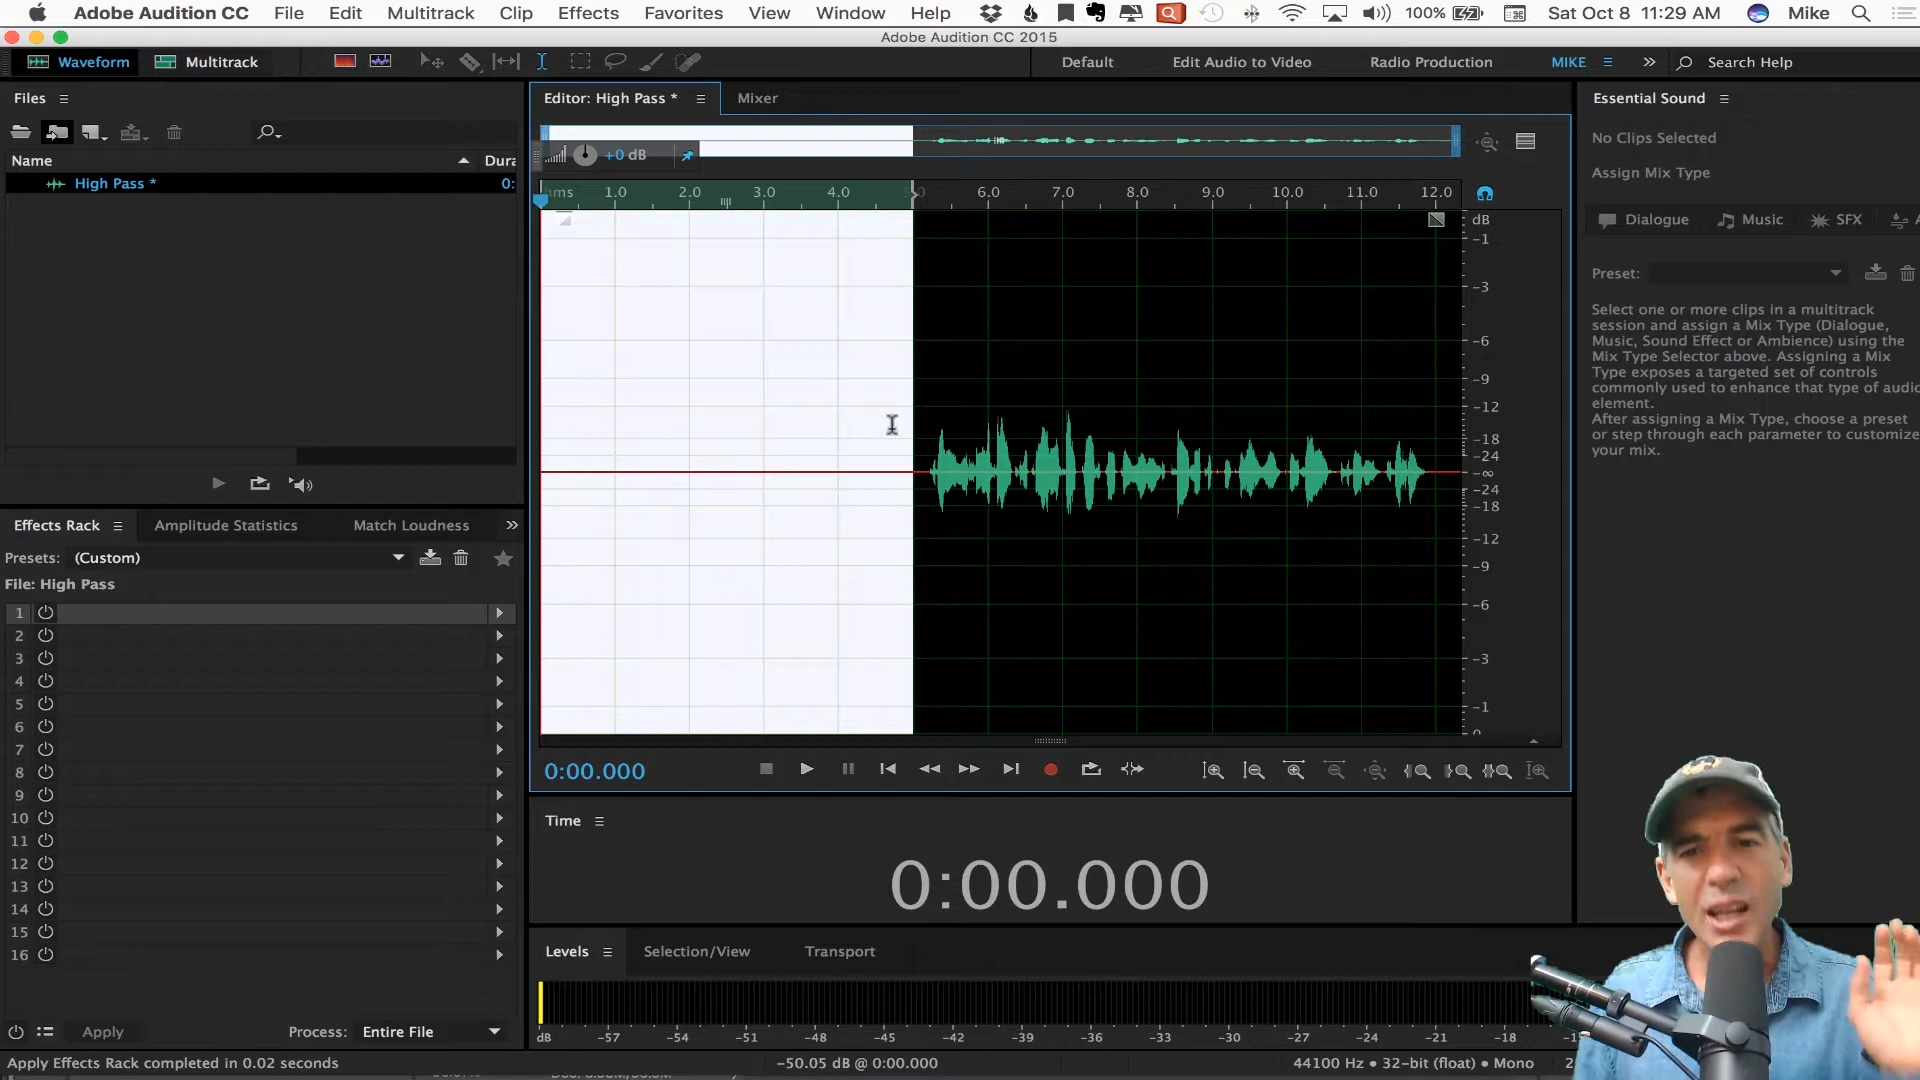 Adobe Audition CC File Edit Multitrack Clip Effects Favorites View Window Help 100% Sat Oct 8 11:29 AM Mike
Adobe Audition CC 2015
Waveform Multitrack Default Edit Audio to Video Radio Production MIKE Search Help
Files
Name Dura
High Pass *
0:
Editor: High Pass * Mixer
+0 dB
hms 1.0 2.0 3.0 4.0 6.0 7.0 8.0 9.0 10.0 11.0 12.0
dB
-1
-3
-6
-9
-12
-18
-24
-∞
-24
-18
-12
-9
-6
-3
-1
0:00.000
Essential Sound
No Clips Selected
Assign Mix Type
Dialogue Music SFX A
Preset:
Select one or more clips in a multitrack
session and assign a Mix Type (Dialogue,
Music, Sound Effect or Ambience) using the
Mix Type Selector above. Assigning a Mix
Type exposes a targeted set of controls
commonly used to enhance that type of audio
element.
After assigning a Mix Type, choose a preset
or step through each parameter to customize
your mix.
Effects Rack Amplitude Statistics Match Loudness
Presets: (Custom)
File: High Pass
1
2
3
4
5
6
7
8
9
10
11
12
13
14
15
16
Apply Process: Entire File
Time
0:00.000
Levels Selection/View Transport
dB -57 -54 -51 -48 -45 -42 -39 -36 -33 -30 -27 -24 -21 -18
Apply Effects Rack completed in 0.02 seconds -50.05 dB @ 0:00.000 44100 Hz • 32-bit (float) • Mono